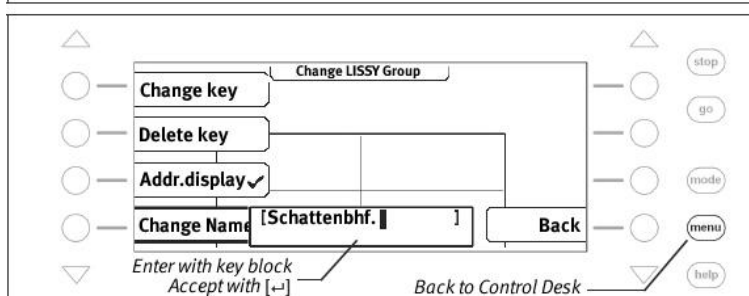 Change LISSY Group
stop
Change key
go
Delete key
Addr.display✓
mode
Change Name
[Schattenbhf. ]
Back
menu
Enter with key block
Accept with [↵]
Back to Control Desk
help